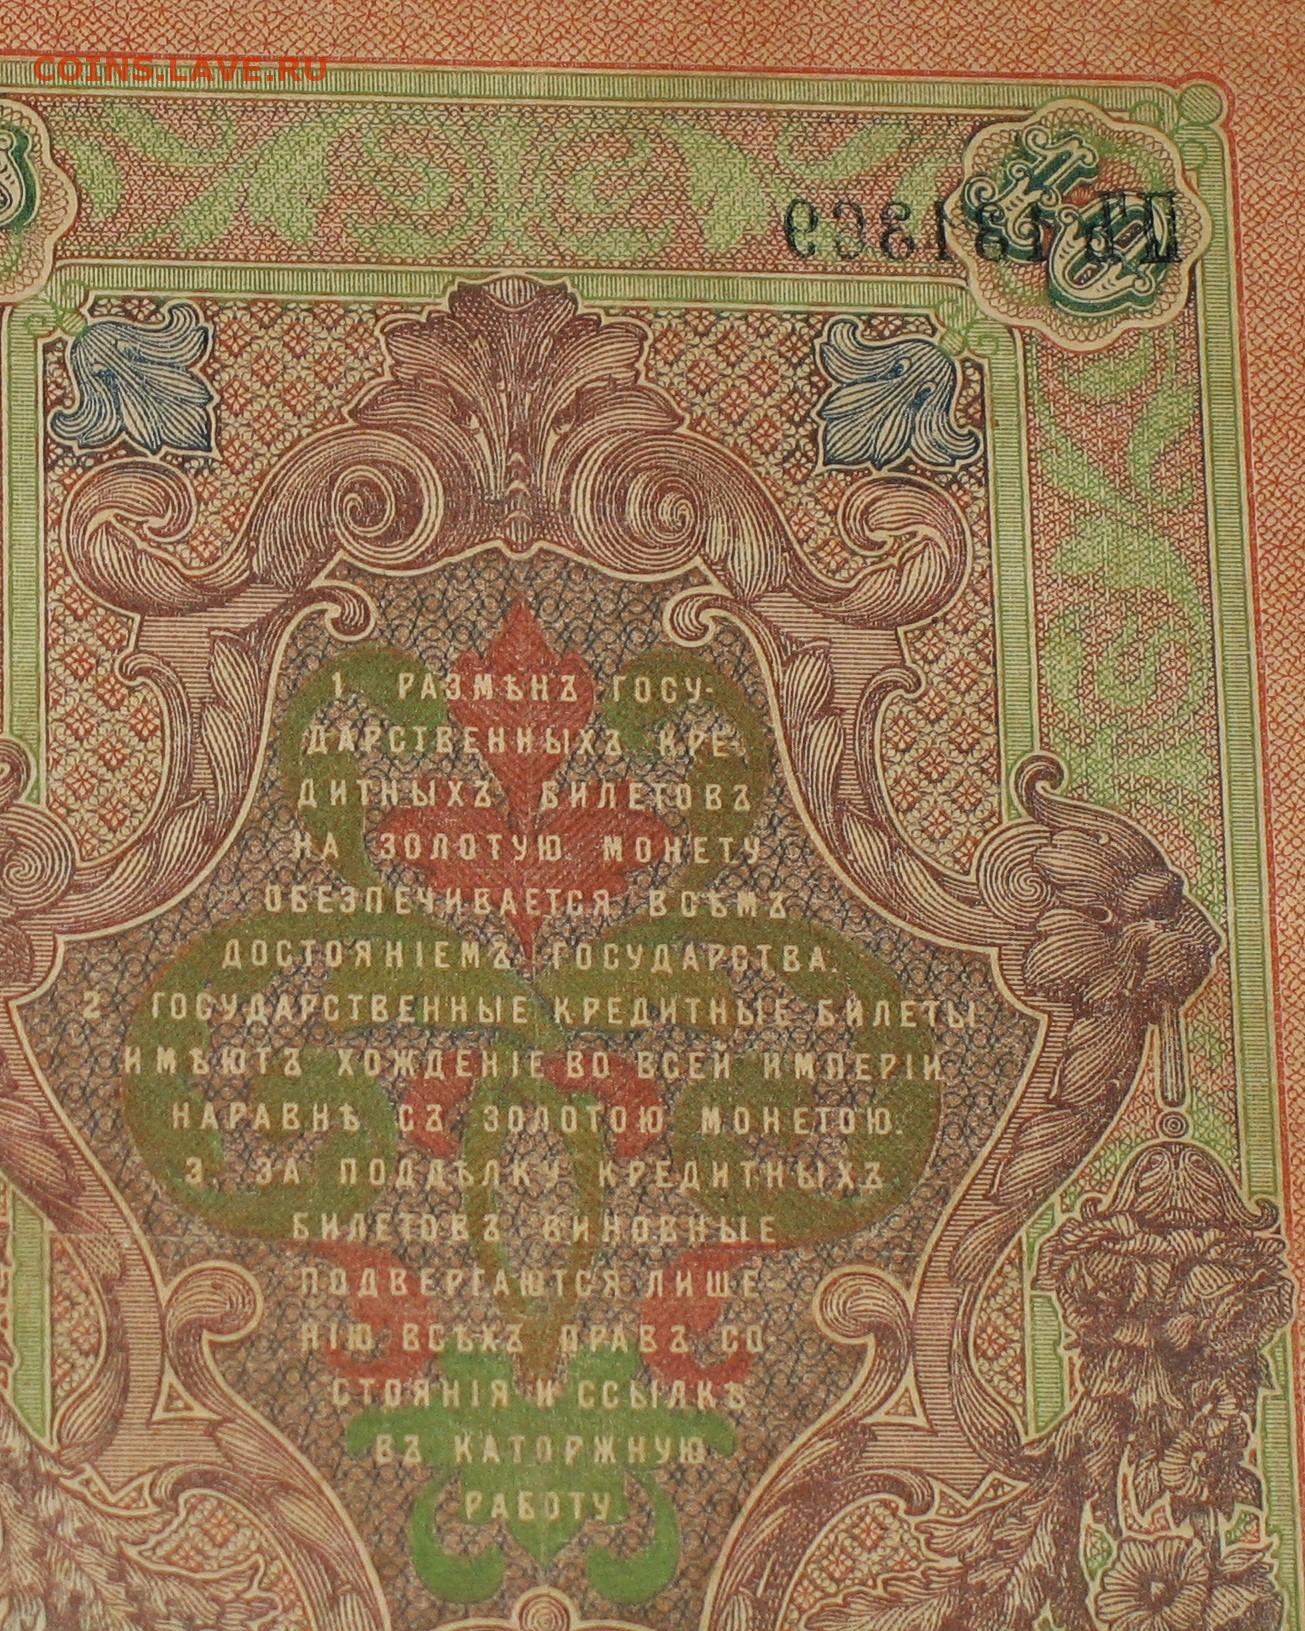 COINS.LAVE.RU
10
1. РАЗМѢНЪ ГОСУ-
ДАРСТВЕННЫХЪ КРЕ-
ДИТНЫХЪ БИЛЕТОВЪ
НА ЗОЛОТУЮ МОНЕТУ
ОБЕЗПЕЧИВАЕТСЯ ВСѢМЪ
ДОСТОЯНІЕМЪ ГОСУДАРСТВА.
2 ГОСУДАРСТВЕННЫЕ КРЕДИТНЫЕ БИЛЕТЫ
ИМѢЮТЪ ХОЖДЕНІЕ ВО ВСЕЙ ИМПЕРІИ
НАРАВНѢ СЪ ЗОЛОТОЮ МОНЕТОЮ.
3. ЗА ПОДДѢЛКУ КРЕДИТНЫХЪ
БИЛЕТОВЪ ВИНОВНЫЕ
ПОДВЕРГАЮТСЯ ЛИШЕ-
НІЮ ВСѢХЪ ПРАВЪ СО
СТОЯНІЯ И ССЫЛКѢ
ВЪ КАТОРЖНУЮ
РАБОТУ.